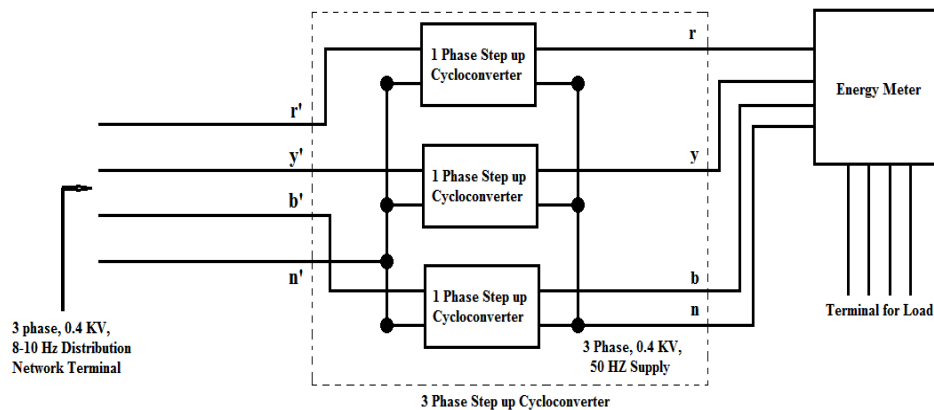 r
1 Phase Step up
Cycloconverter
Energy Meter
r'
y'
1 Phase Step up
Cycloconverter
y
b'
n'
1 Phase Step up
Cycloconverter
b
n
Terminal for Load
3 phase, 0.4 KV,
8-10 Hz Distribution
Network Terminal
3 Phase, 0.4 KV,
50 HZ Supply
3 Phase Step up Cycloconverter